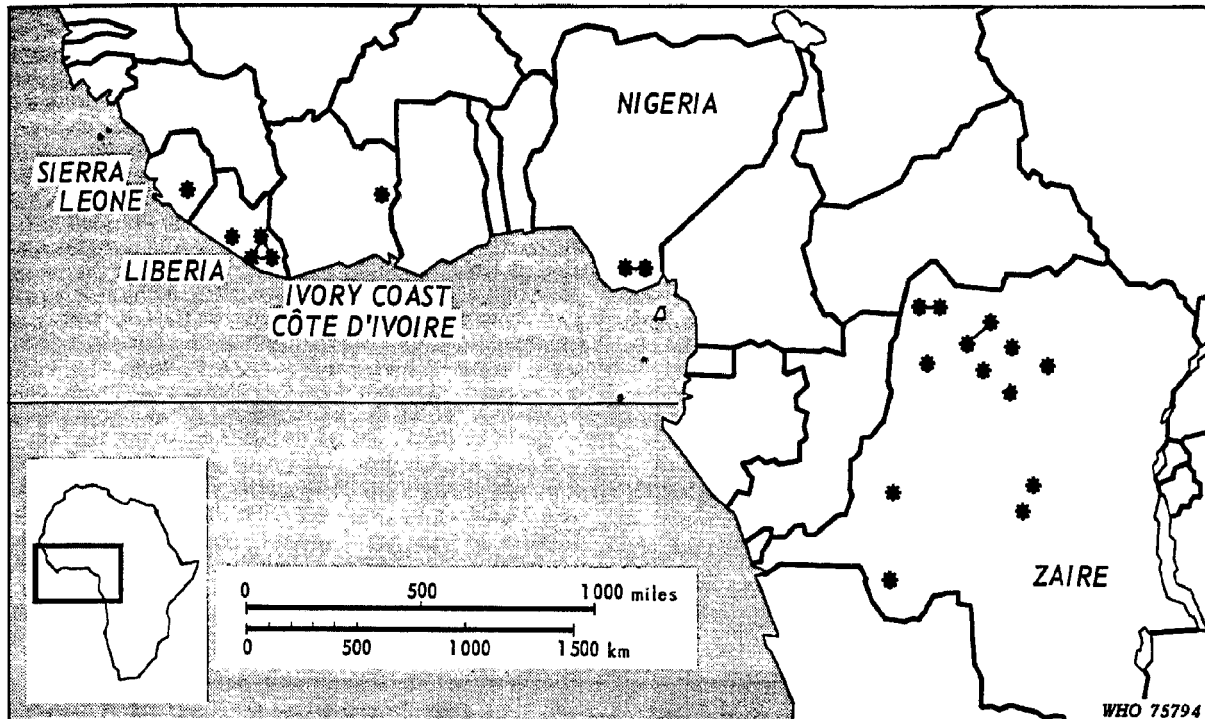 NIGERIA
SIERRA
LEONE
LIBERIA
IVORY COAST
CÔTE D'IVOIRE
ZAIRE
0 500 1000 miles
0 500 1000 1500 km
WHO 75794